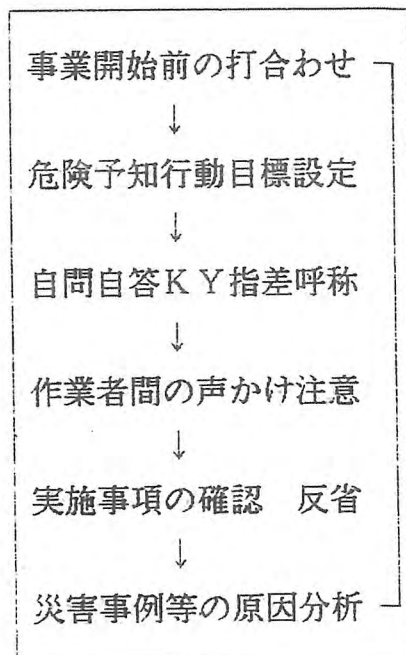 事業開始前の打合わせ
↓
危険予知行動目標設定
↓
自問自答KY指差呼称
↓
作業者間の声かけ注意
↓
実施事項の確認　反省
↓
災害事例等の原因分析